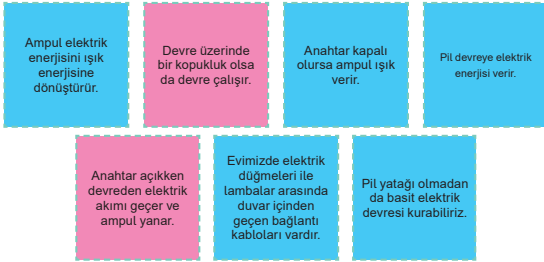 Ampul elektrik
enerjisini ışık
enerjisine
dönüştürür.
Devre üzerinde
bir kopukluk olsa
da devre çalışır.
Anahtar kapalı
olursa ampul ışık
verir.
Pil devreye elektrik
enerjisi verir.
Anahtar açıkken
devreden elektrik
akımı geçer ve
ampul yanar.
Evimizde elektrik
düğmeleri ile
lambalar arasında
duvar içinden
geçen bağlantı
kabloları vardır.
Pil yatağı olmadan
da basit elektrik
devresi kurabiliriz.